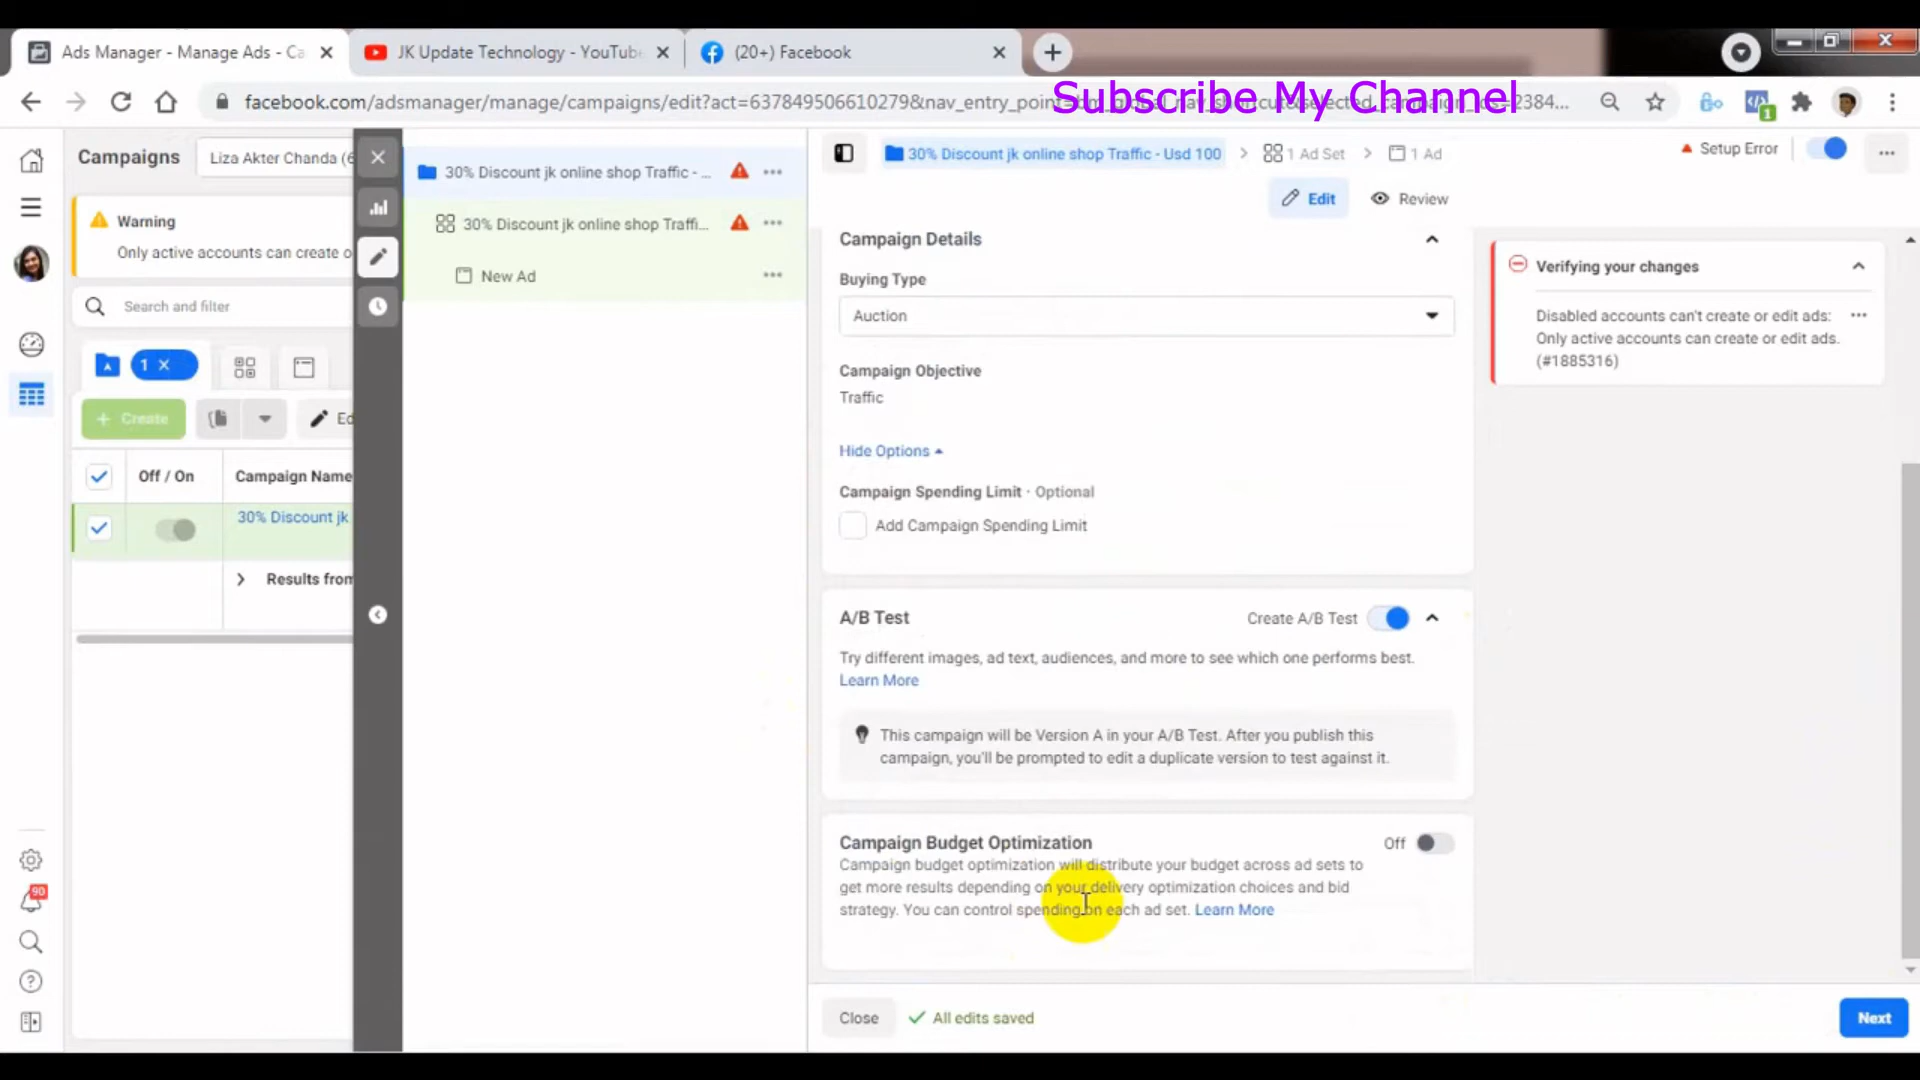 Ads Manager - Manage Ads - Ca
JK Update Technology - YouTube
(20+) Facebook
Subscribe My Channel
Campaigns
Liza Akter Chanda (6
30% Discount jk online shop Traffic - ...
30% Discount jk online shop Traffic - Usd 100
1 Ad Set
1 Ad
Setup Error
Edit
Review
Warning
Only active accounts can create o
30% Discount jk online shop Traffi...
New Ad
Search and filter
1
Create
Ed
Off / On
Campaign Name
30% Discount jk
Results from
Campaign Details
Buying Type
Auction
Campaign Objective
Traffic
Hide Options
Campaign Spending Limit · Optional
Add Campaign Spending Limit
A/B Test
Create A/B Test
Try different images, ad text, audiences, and more to see which one performs best.
Learn More
This campaign will be Version A in your A/B Test. After you publish this
campaign, you'll be prompted to edit a duplicate version to test against it.
Campaign Budget Optimization
Off
Campaign budget optimization will distribute your budget across ad sets to
get more results depending on your delivery optimization choices and bid
strategy. You can control spending on each ad set. Learn More
Verifying your changes
Disabled accounts can't create or edit ads:
Only active accounts can create or edit ads.
(#1885316)
90
Close
All edits saved
Next